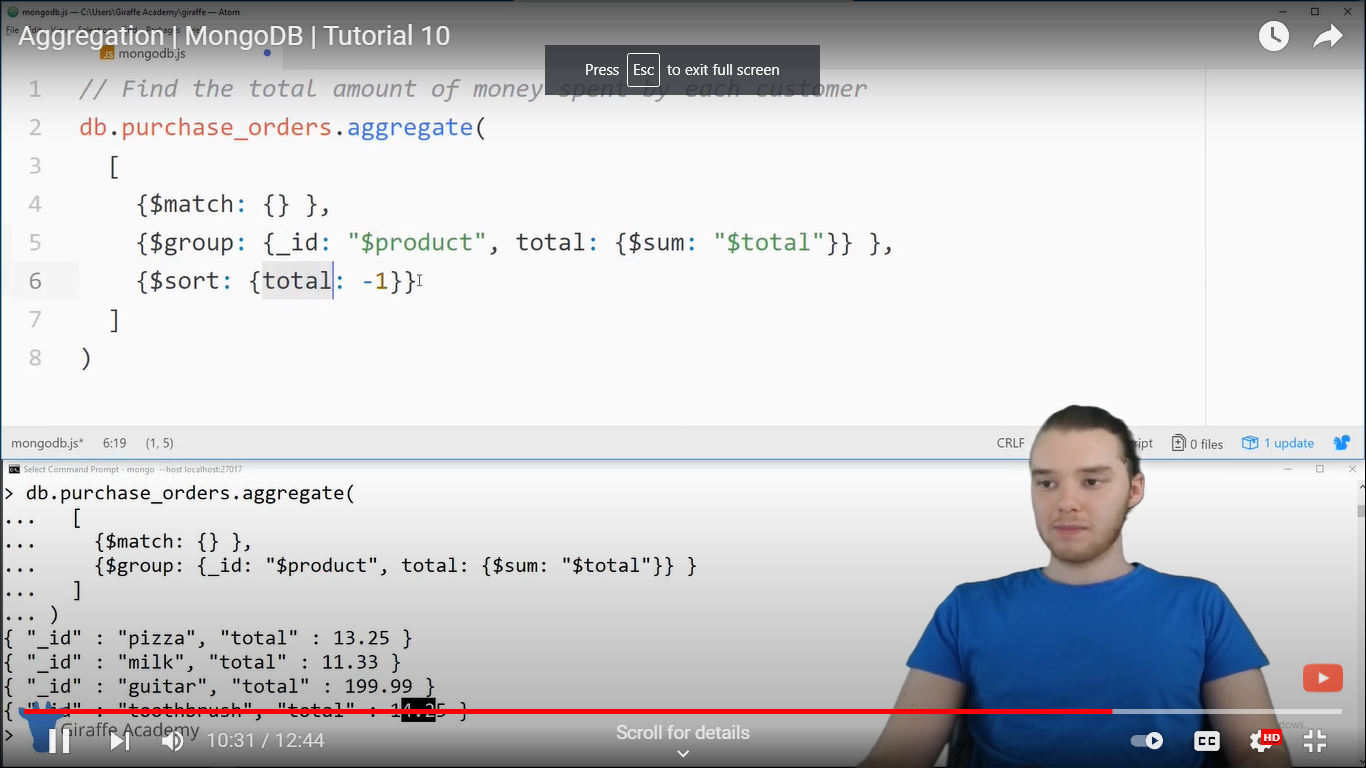 mongodb.js — C:\Users\Giraffe Academy\giraffe — Atom
Aggregation | MongoDB | Tutorial 10
mongodb.js
Press Esc to exit full screen
1 // Find the total amount of money spent by each customer
2 db.purchase_orders.aggregate(
3 [
4 {$match: {} },
5 {$group: {_id: "$product", total: {$sum: "$total"}} },
6 {$sort: {total: -1}}
7 ]
8 )
mongodb.js* 6:19 (1, 5) CRLF ript 0 files 1 update
Select Command Prompt - mongo --host localhost:27017
> db.purchase_orders.aggregate(
... [
... {$match: {} },
... {$group: {_id: "$product", total: {$sum: "$total"}} }
... ]
... )
{ "_id" : "pizza", "total" : 13.25 }
{ "_id" : "milk", "total" : 11.33 }
{ "_id" : "guitar", "total" : 199.99 }
{ "_id" : "toothbrush", "total" : 14.25 }
>
Giraffe Academy
10:31 / 12:44
Scroll for details
CC
HD